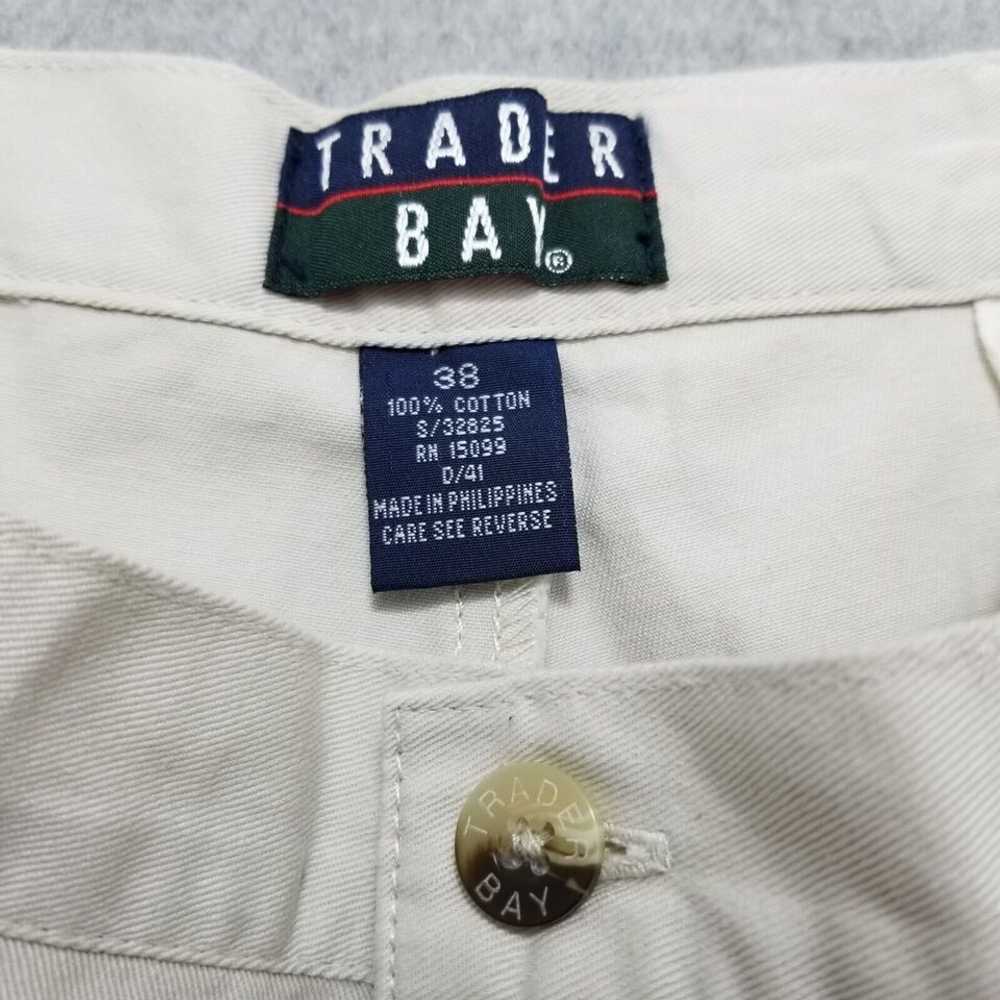 TRADER
BAY®
38
100% COTTON
S/32825
RN 15099
D/41
MADE IN PHILIPPINES
CARE SEE REVERSE
TRADER
BAY